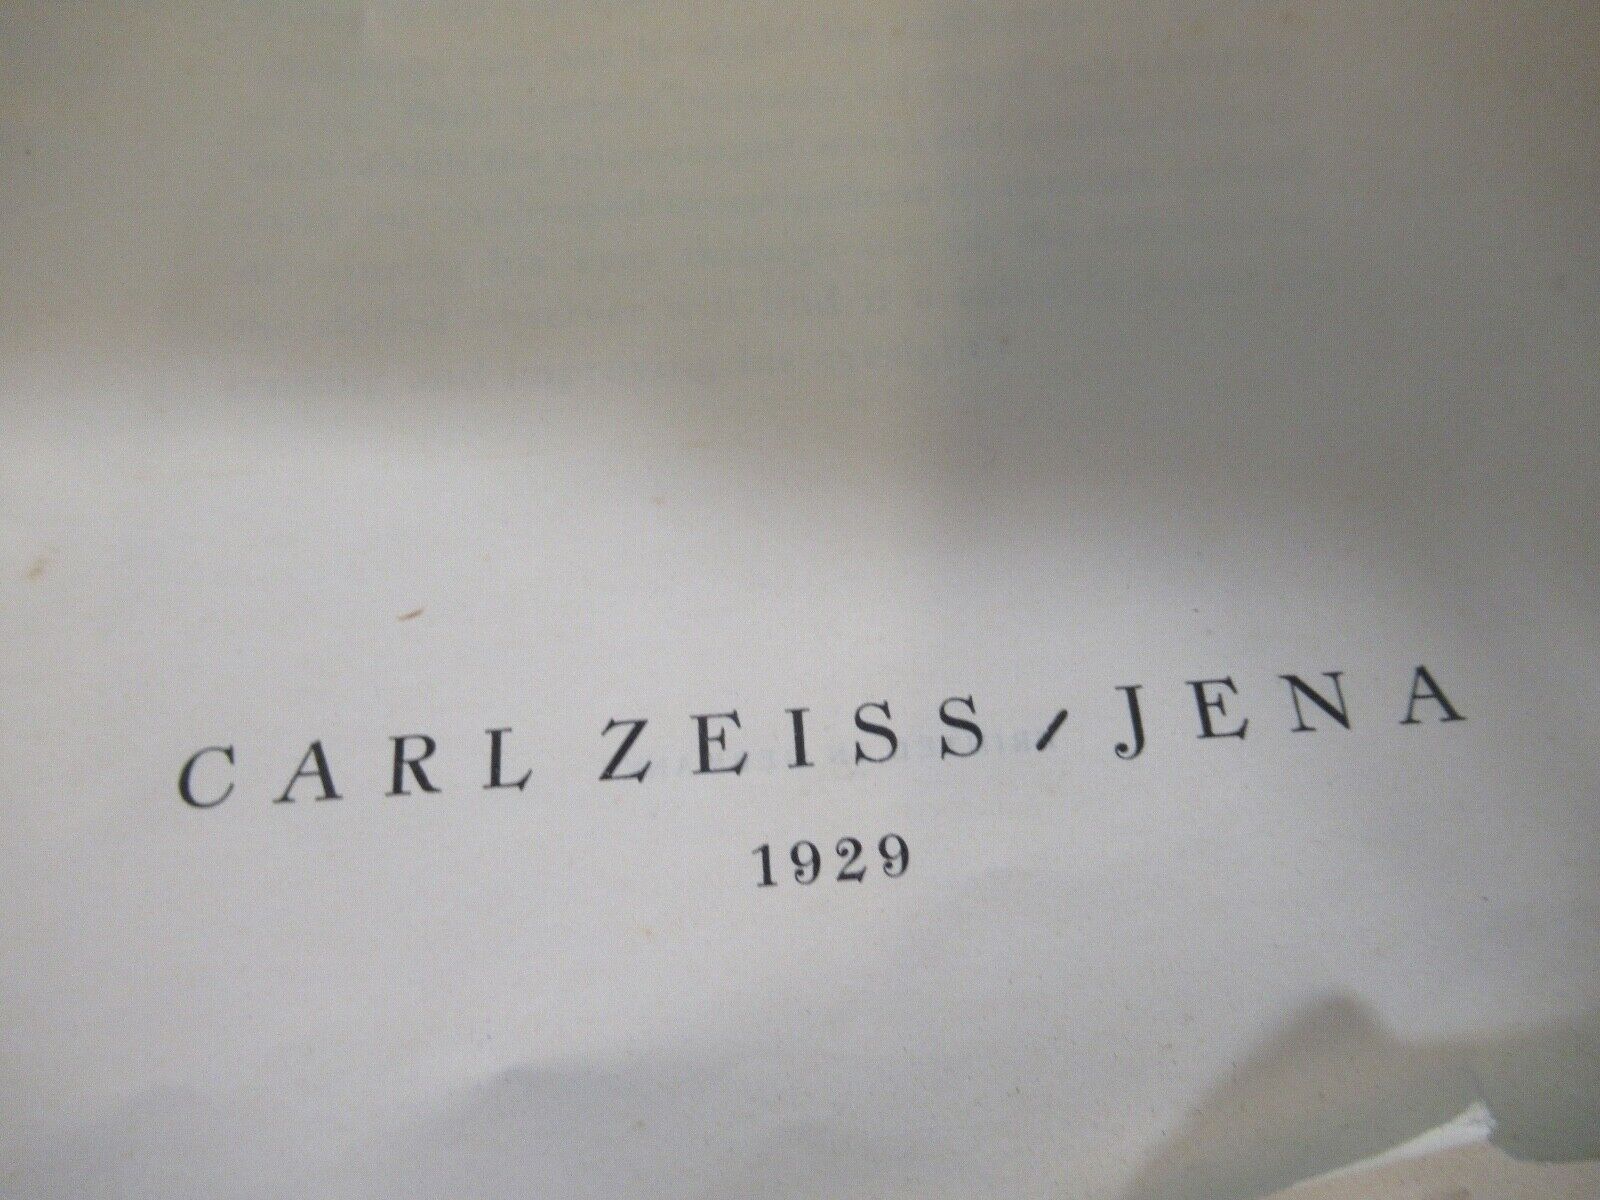 CARL ZEISS / JENA
1929